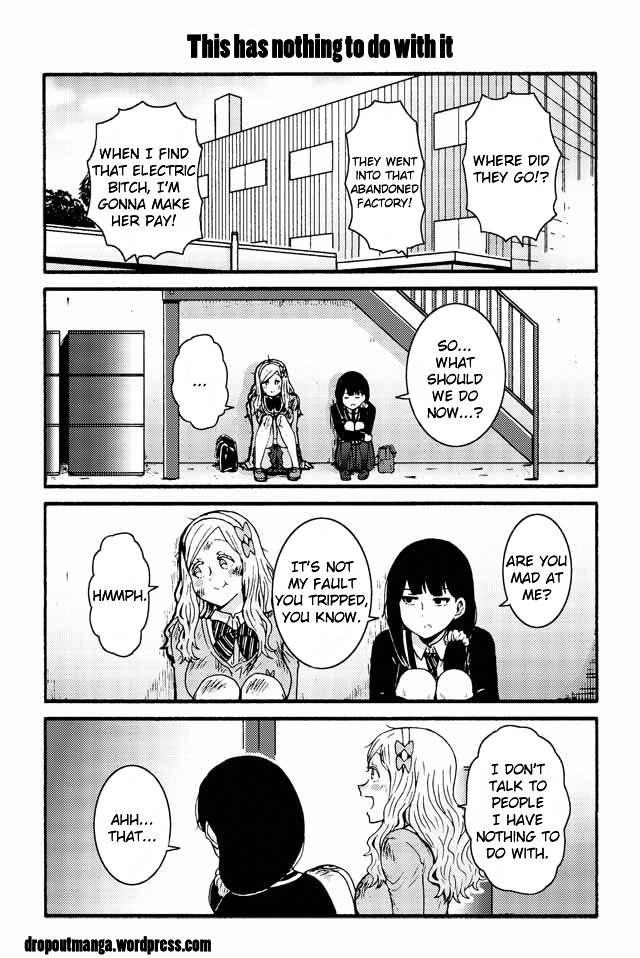 This has nothing to do with it
WHERE DID
THEY GO!?
THEY WENT
INTO THAT
ABANDONED
FACTORY!
WHEN I FIND
THAT ELECTRIC
BITCH, I'M
GONNA MAKE
HER PAY!
SO...
WHAT
SHOULD
WE DO
NOW...?
...
ARE YOU
MAD AT
ME?
IT'S NOT
MY FAULT
YOU TRIPPED,
YOU KNOW.
HMMPH.
I DON'T
TALK TO
PEOPLE
I HAVE
NOTHING TO
DO WITH.
AHH...
THAT...
dropoutmanga.wordpress.com